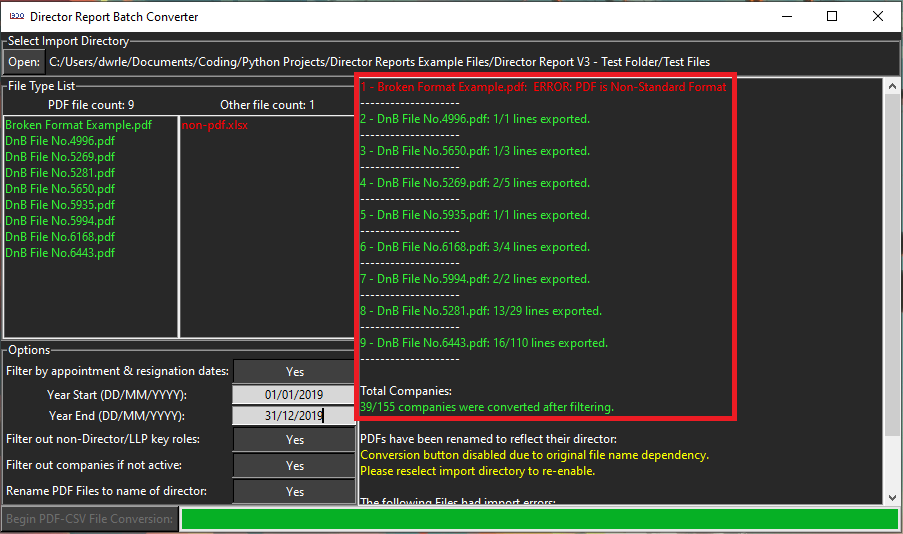 1300 Director Report Batch Converter
Select Import Directory
Open: C:/Users/dwrle/Documents/Coding/Python Projects/Director Reports Example Files/Director Report V3 - Test Folder/Test Files
File Type List
PDF file count: 9 Other file count: 1
Broken Format Example.pdf
DnB File No.4996.pdf
DnB File No.5269.pdf
DnB File No.5281.pdf
DnB File No.5650.pdf
DnB File No.5935.pdf
DnB File No.5994.pdf
DnB File No.6168.pdf
DnB File No.6443.pdf
non-pdf.xlsx
Options
Filter by appointment & resignation dates: Yes
Year Start (DD/MM/YYYY): 01/01/2019
Year End (DD/MM/YYYY): 31/12/2019
Filter out non-Director/LLP key roles: Yes
Filter out companies if not active: Yes
Rename PDF Files to name of director: Yes
1 - Broken Format Example.pdf: ERROR: PDF is Non-Standard Format
--------------------
2 - DnB File No.4996.pdf: 1/1 lines exported.
--------------------
3 - DnB File No.5650.pdf: 1/3 lines exported.
--------------------
4 - DnB File No.5269.pdf: 2/5 lines exported.
--------------------
5 - DnB File No.5935.pdf: 1/1 lines exported.
--------------------
6 - DnB File No.6168.pdf: 3/4 lines exported.
--------------------
7 - DnB File No.5994.pdf: 2/2 lines exported.
--------------------
8 - DnB File No.5281.pdf: 13/29 lines exported.
--------------------
9 - DnB File No.6443.pdf: 16/110 lines exported.
--------------------
Total Companies:
39/155 companies were converted after filtering.
PDFs have been renamed to reflect their director:
Conversion button disabled due to original file name dependency.
Please reselect import directory to re-enable.
The following Files had import errors:
Begin PDF-CSV File Conversion: